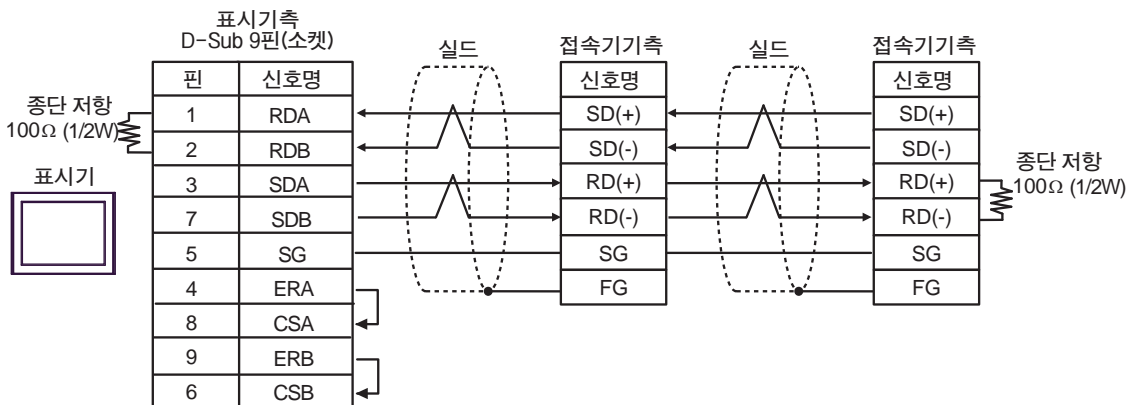 표시기측
D-Sub 9핀(소켓)
실드
접속기기측
실드
접속기기측
핀 신호명
신호명
신호명
종단 저항
100Ω (1/2W)
1 RDA
SD(+)
SD(+)
2 RDB
SD(-)
SD(-)
표시기
3 SDA
RD(+)
RD(+)
종단 저항
100Ω (1/2W)
7 SDB
RD(-)
RD(-)
5 SG
SG
SG
4 ERA
FG
FG
8 CSA
9 ERB
6 CSB